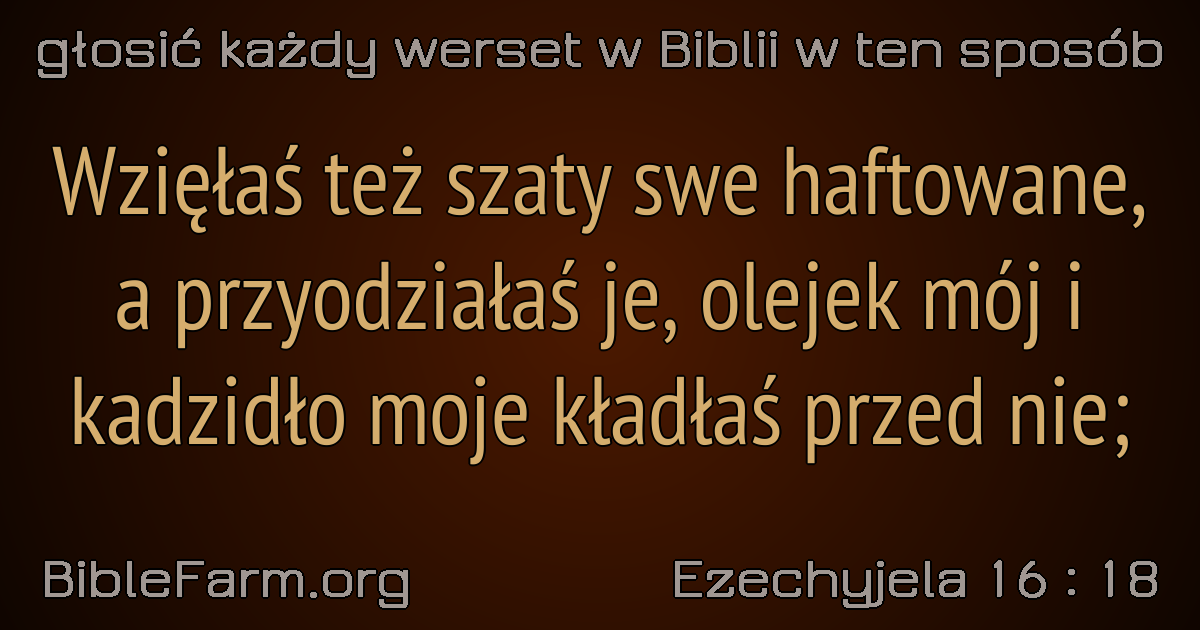 głosić każdy werset w Biblii w ten sposób
Wzięłaś też szaty swe haftowane,
a przyodziałaś je, olejek mój i
kadzidło moje kładłaś przed nie;
BibleFarm.org
Ezechyjela 16 : 18